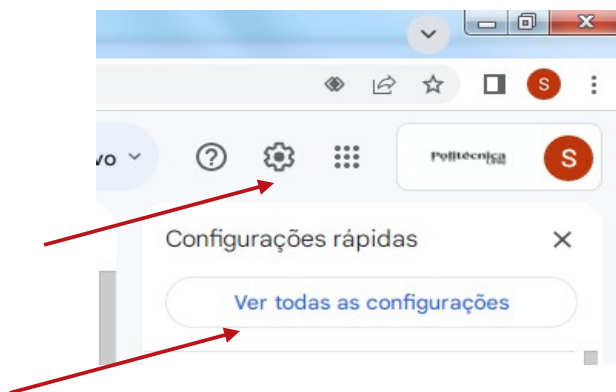 S
vo
Politécnica
S
Configurações rápidas
Ver todas as configurações